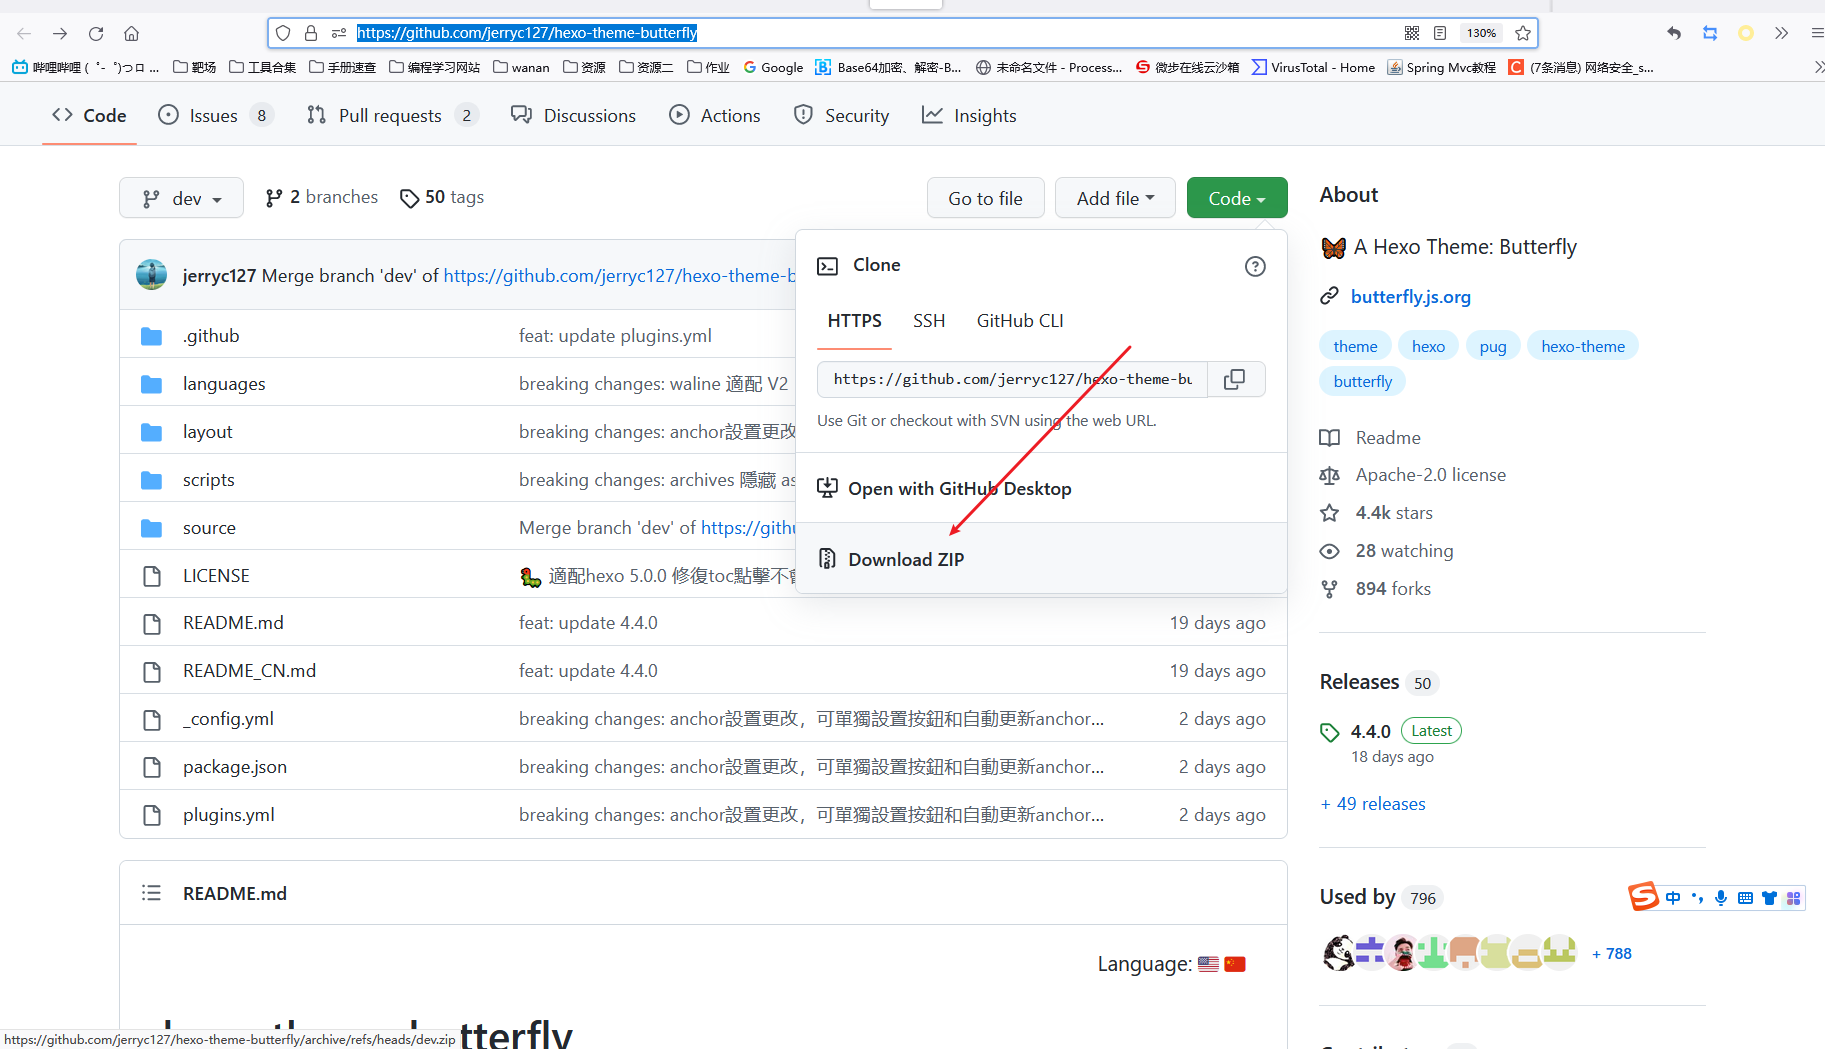 https://github.com/jerryc127/hexo-theme-butterfly
130%
哔哩哔哩 ( ゜- ゜)つロ ...
靶场
工具合集
手册速查
编程学习网站
wanan
资源
资源二
作业
Google
Base64加密、解密-B...
未命名文件 - Process...
微步在线云沙箱
VirusTotal - Home
Spring Mvc教程
(7条消息) 网络安全_s...
Code
Issues 8
Pull requests 2
Discussions
Actions
Security
Insights
dev
2 branches
50 tags
Go to file
Add file
Code
jerryc127 Merge branch 'dev' of https://github.com/jerryc127/hexo-theme-b
.github
feat: update plugins.yml
languages
breaking changes: waline 適配 V2
layout
breaking changes: anchor設置更改
scripts
breaking changes: archives 隱藏 as
source
Merge branch 'dev' of https://githu
LICENSE
適配hexo 5.0.0 修復toc點擊不會
README.md
feat: update 4.4.0
19 days ago
README_CN.md
feat: update 4.4.0
19 days ago
_config.yml
breaking changes: anchor設置更改，可單獨設置按鈕和自動更新anchor...
2 days ago
package.json
breaking changes: anchor設置更改，可單獨設置按鈕和自動更新anchor...
2 days ago
plugins.yml
breaking changes: anchor設置更改，可單獨設置按鈕和自動更新anchor...
2 days ago
Clone
HTTPS
SSH
GitHub CLI
https://github.com/jerryc127/hexo-theme-bu
Use Git or checkout with SVN using the web URL.
Open with GitHub Desktop
Download ZIP
README.md
Language:
tterfly
https://github.com/jerryc127/hexo-theme-butterfly/archive/refs/heads/dev.zip
About
A Hexo Theme: Butterfly
butterfly.js.org
theme
hexo
pug
hexo-theme
butterfly
Readme
Apache-2.0 license
4.4k stars
28 watching
894 forks
Releases 50
4.4.0 Latest
18 days ago
+ 49 releases
Used by 796
+ 788
中